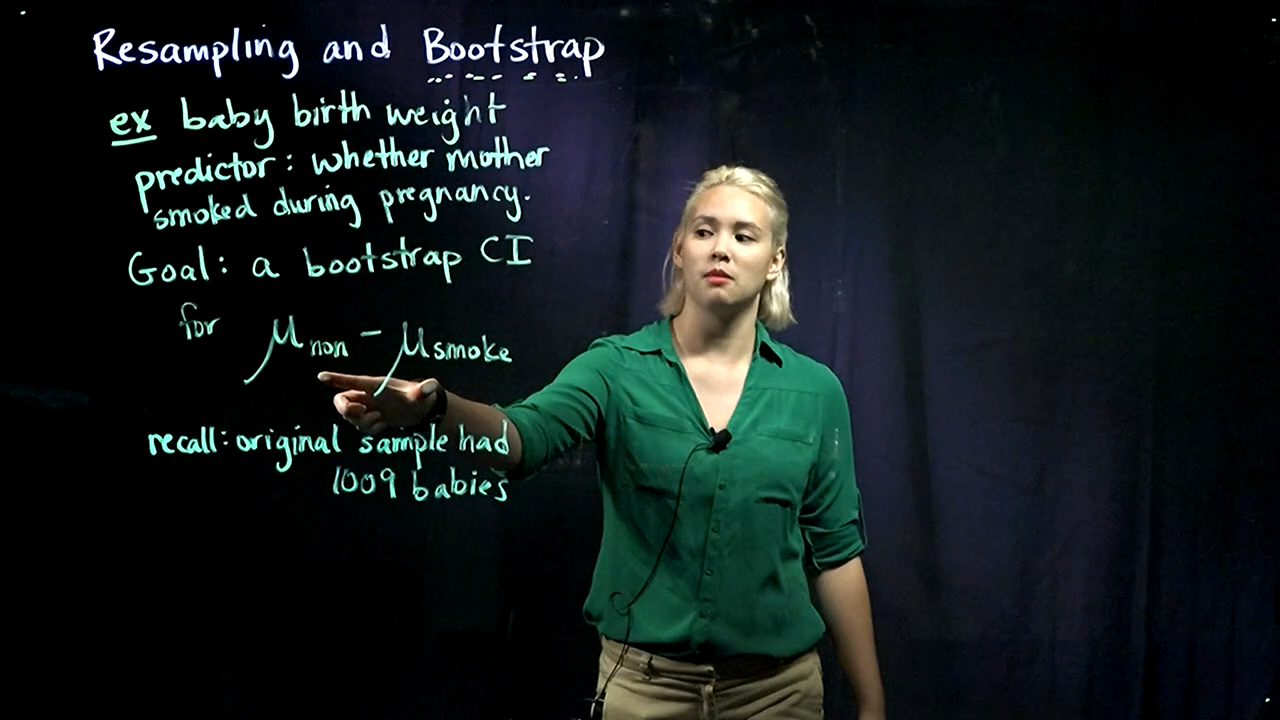 Resampling and Bootstrap
ex baby birth weight
predictor: whether mother
smoked during pregnancy.
Goal: a bootstrap CI
for μnon - μsmoke
recall: original sample had
1009 babies